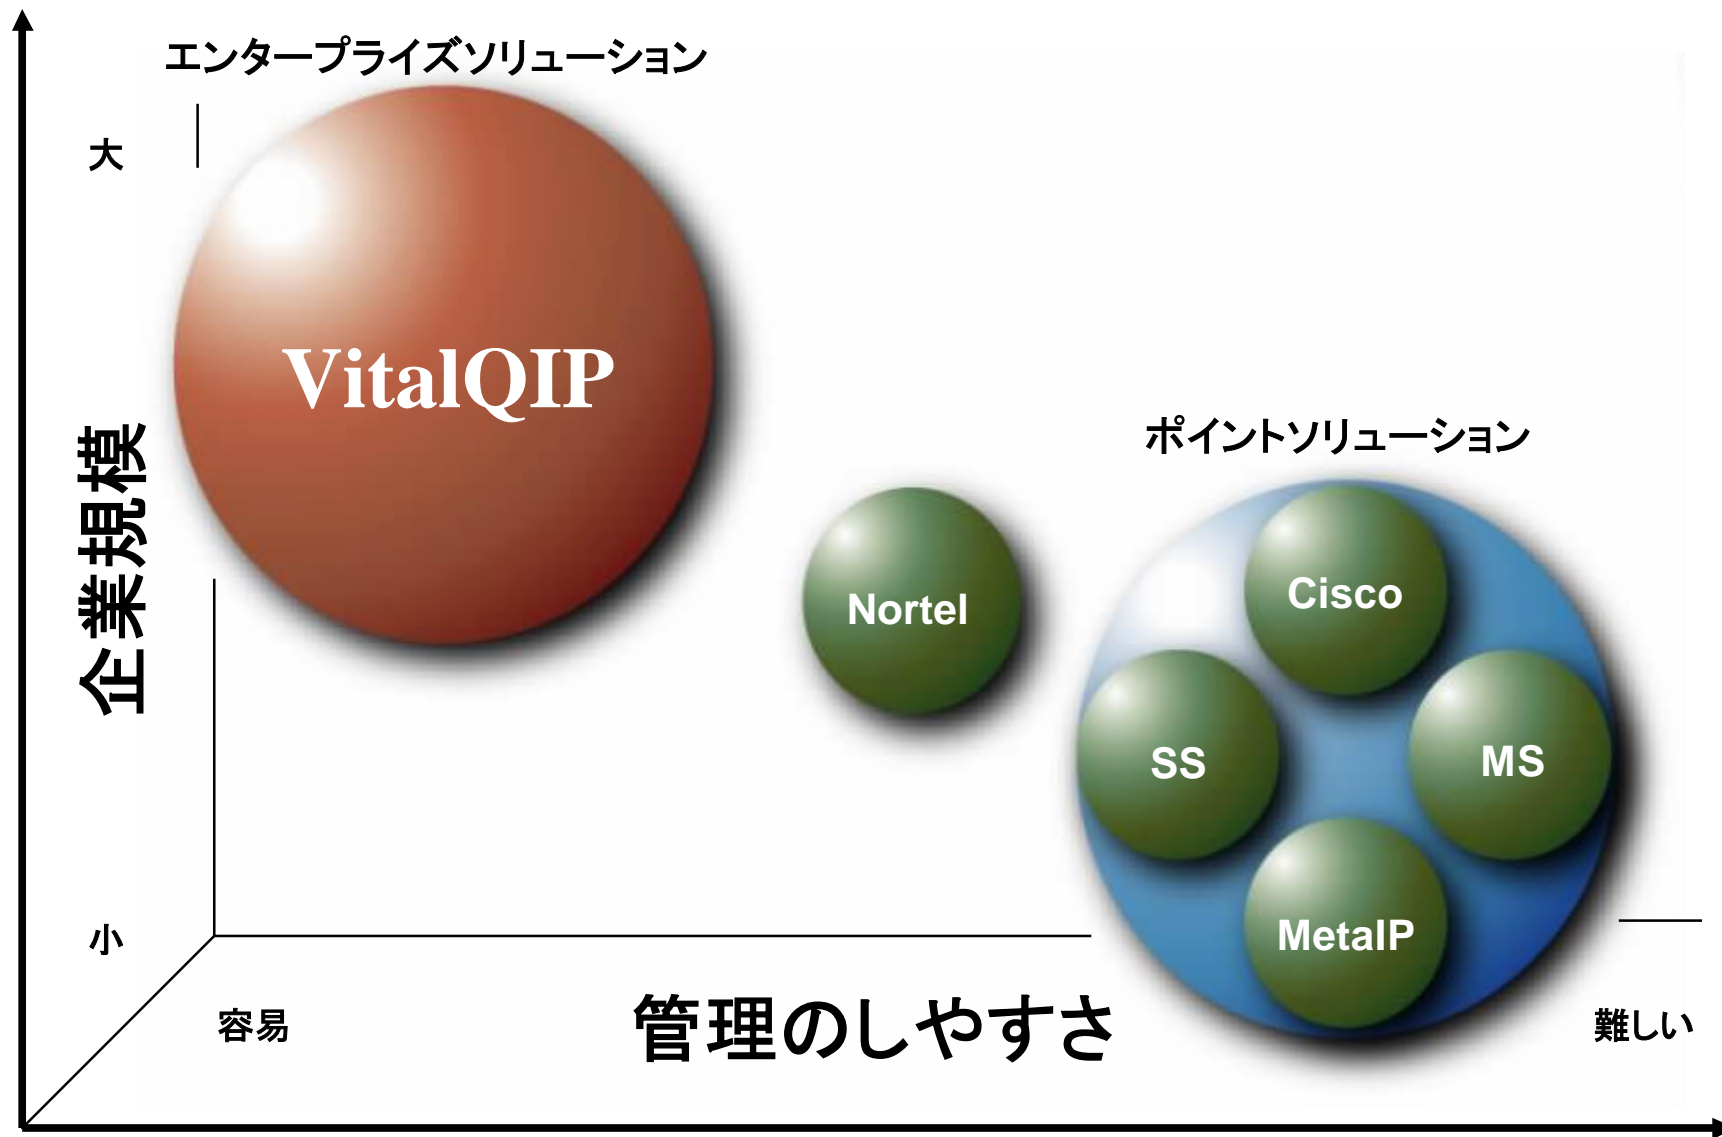 エンタープライズソリューション
大
VitalQIP
企業規模
ポイントソリューション
Nortel
Cisco
SS
MS
MetaIP
小
容易
管理のしやすさ
難しい